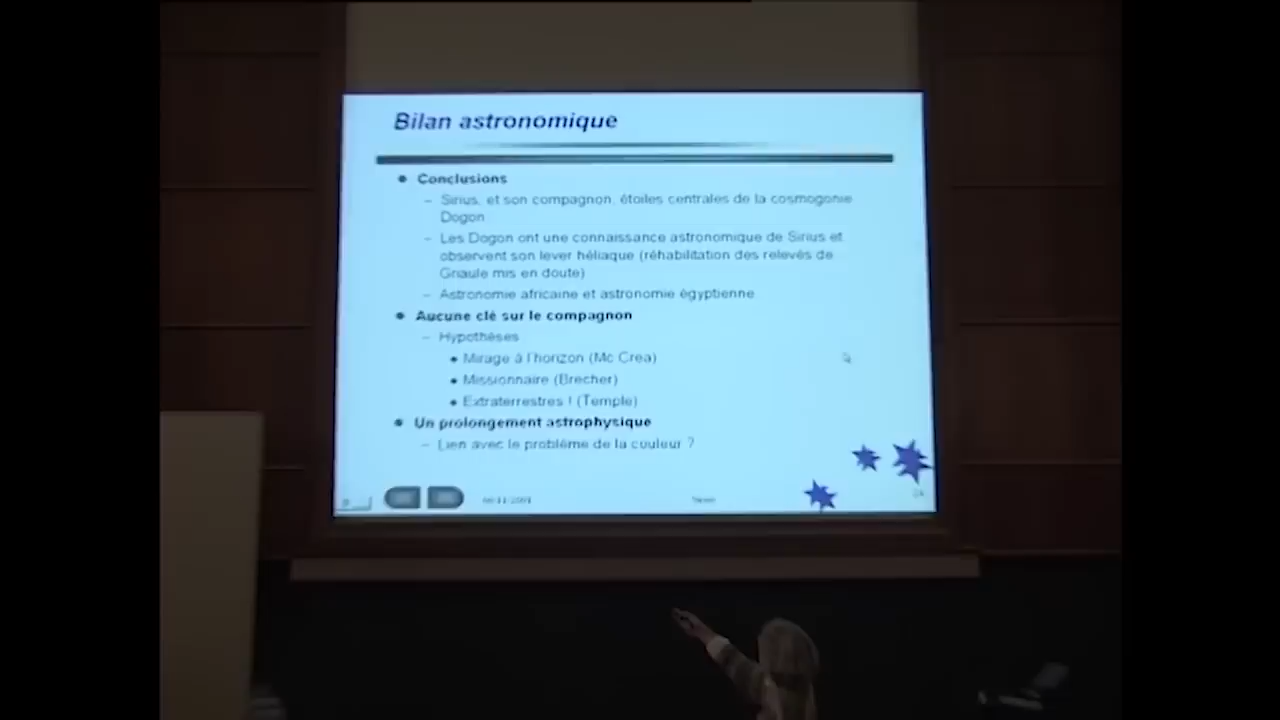 Bilan astronomique
● Conclusions
– Sirius, et son compagnon, étoiles centrales de la cosmogonie
Dogon
– Les Dogon ont une connaissance astronomique de Sirius et
observent son lever héliaque (réhabilitation des relevés de
Griaule mis en doute)
– Astronomie africaine et astronomie égyptienne
● Aucune clé sur le compagnon
– Hypothèses
● Mirage à l'horizon (Mc Crea)
● Missionnaire (Brecher)
● Extraterrestres ! (Temple)
● Un prolongement astrophysique
– Lien avec le problème de la couleur ?